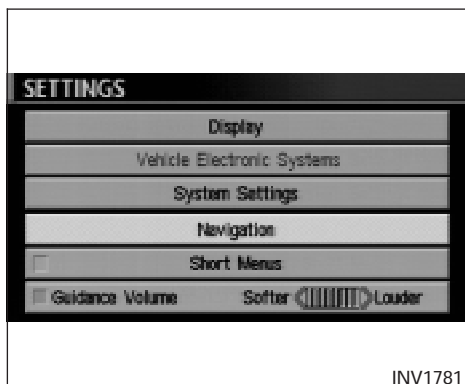 SETTINGS
Display
Vehicle Electronic Systems
System Settings
Navigation
Short Menus
Guidance Volume Softer Louder
INV1781